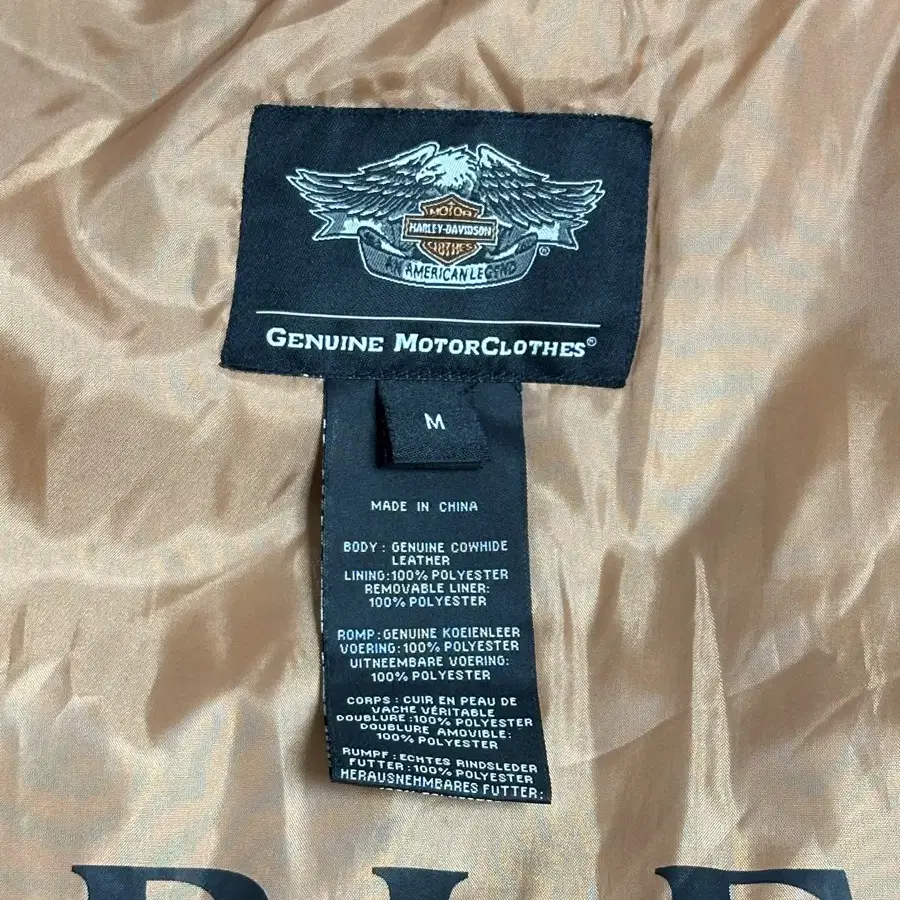 MOTOR
HARLEY-DAVIDSON
CLOTHES
®
AN AMERICAN LEGEND
GENUINE MOTORCLOTHES®
M
MADE IN CHINA
BODY : GENUINE COWHIDE
LEATHER
LINING:100% POLYESTER
REMOVABLE LINER:
100% POLYESTER
ROMP:GENUINE KOEIENLEER
VOERING:100% POLYESTER
UITNEEMBARE VOERING:
100% POLYESTER
CORPS : CUIR EN PEAU DE
VACHE VÉRITABLE
DOUBLURE :100% POLYESTER
DOUBLURE AMOVIBLE:
100% POLYESTER
RUMPF : ECHTES RINDSLEDER
FUTTER : 100% POLYESTER
HERAUSNEHMBARES FUTTER: